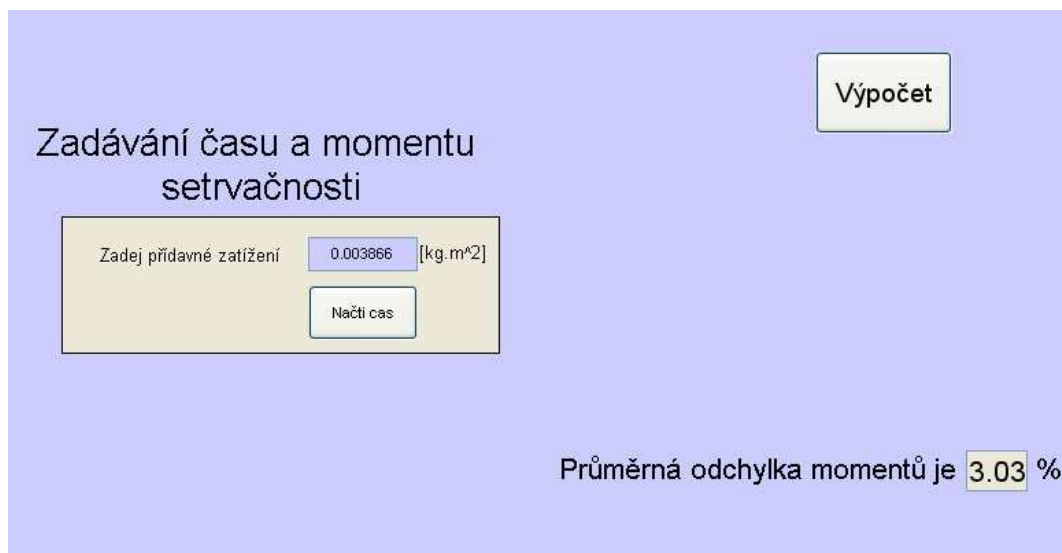 Výpočet
Zadávání času a momentu
setrvačnosti
Zadej přídavné zatížení 0.003866 [kg.m^2]
Načti cas
Průměrná odchylka momentů je 3.03 %